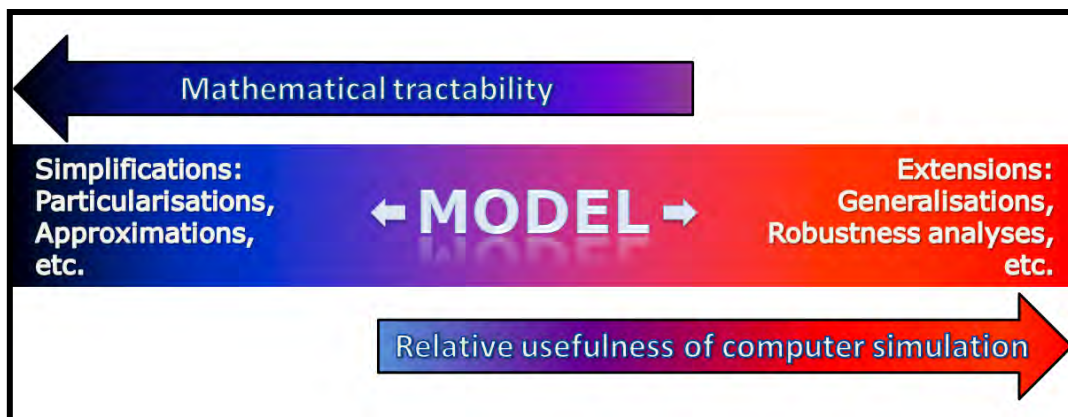 Mathematical tractability
Simplifications:
Particularisations,
Approximations,
etc.
MODEL
Extensions:
Generalisations,
Robustness analyses,
etc.
Relative usefulness of computer simulation